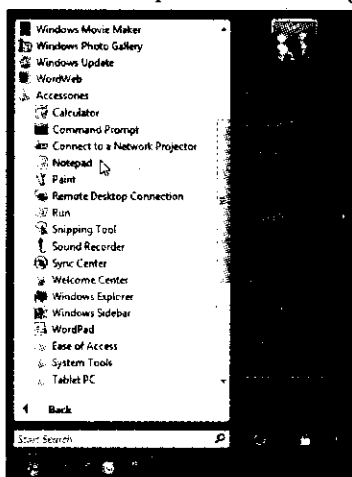 Windows Movie Maker
Windows Photo Gallery
Windows Update
WordWeb
Accessories
Calculator
Command Prompt
Connect to a Network Projector
Notepad
Paint
Remote Desktop Connection
Run
Snipping Tool
Sound Recorder
Sync Center
Welcome Center
Windows Explorer
Windows Sidebar
WordPad
Ease of Access
System Tools
Tablet PC
Back
Start Search